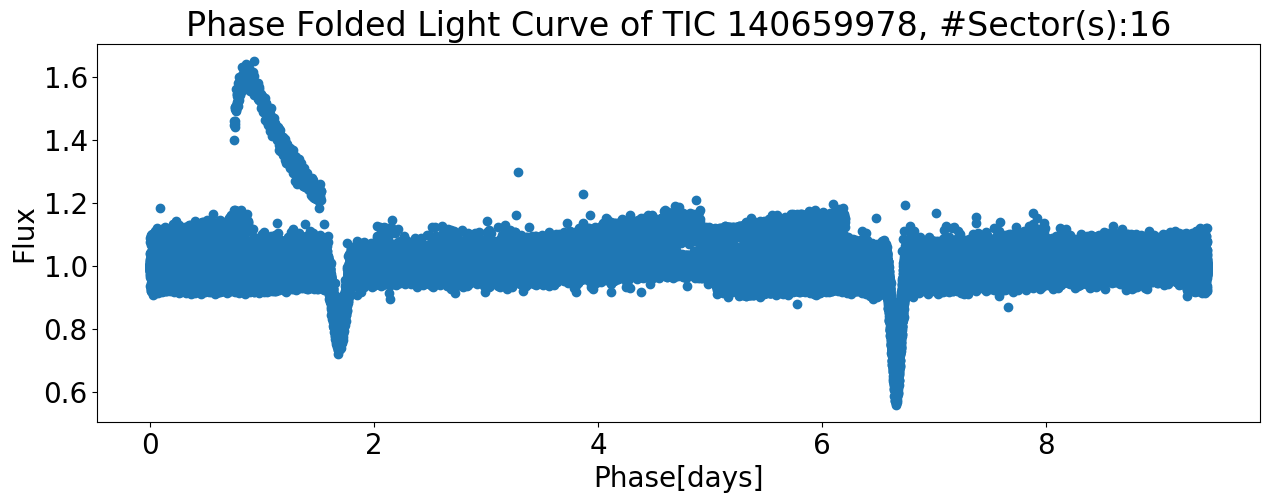 Phase Folded Light Curve of TIC 140659978, #Sector(s):16
1.6
1.4
1.2
1.0
0.8
0.6
Flux
0 2 4 6 8
Phase[days]